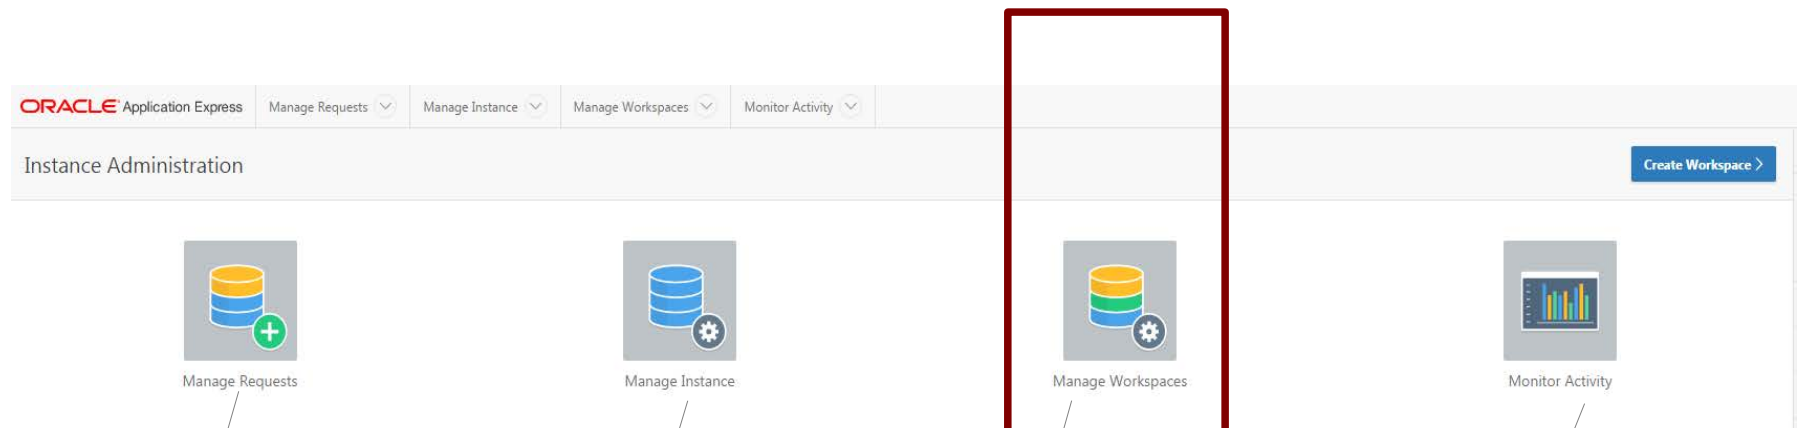 ORACLE Application Express Manage Requests Manage Instance Manage Workspaces Monitor Activity
Instance Administration Create Workspace >
Manage Requests Manage Instance Manage Workspaces Monitor Activity